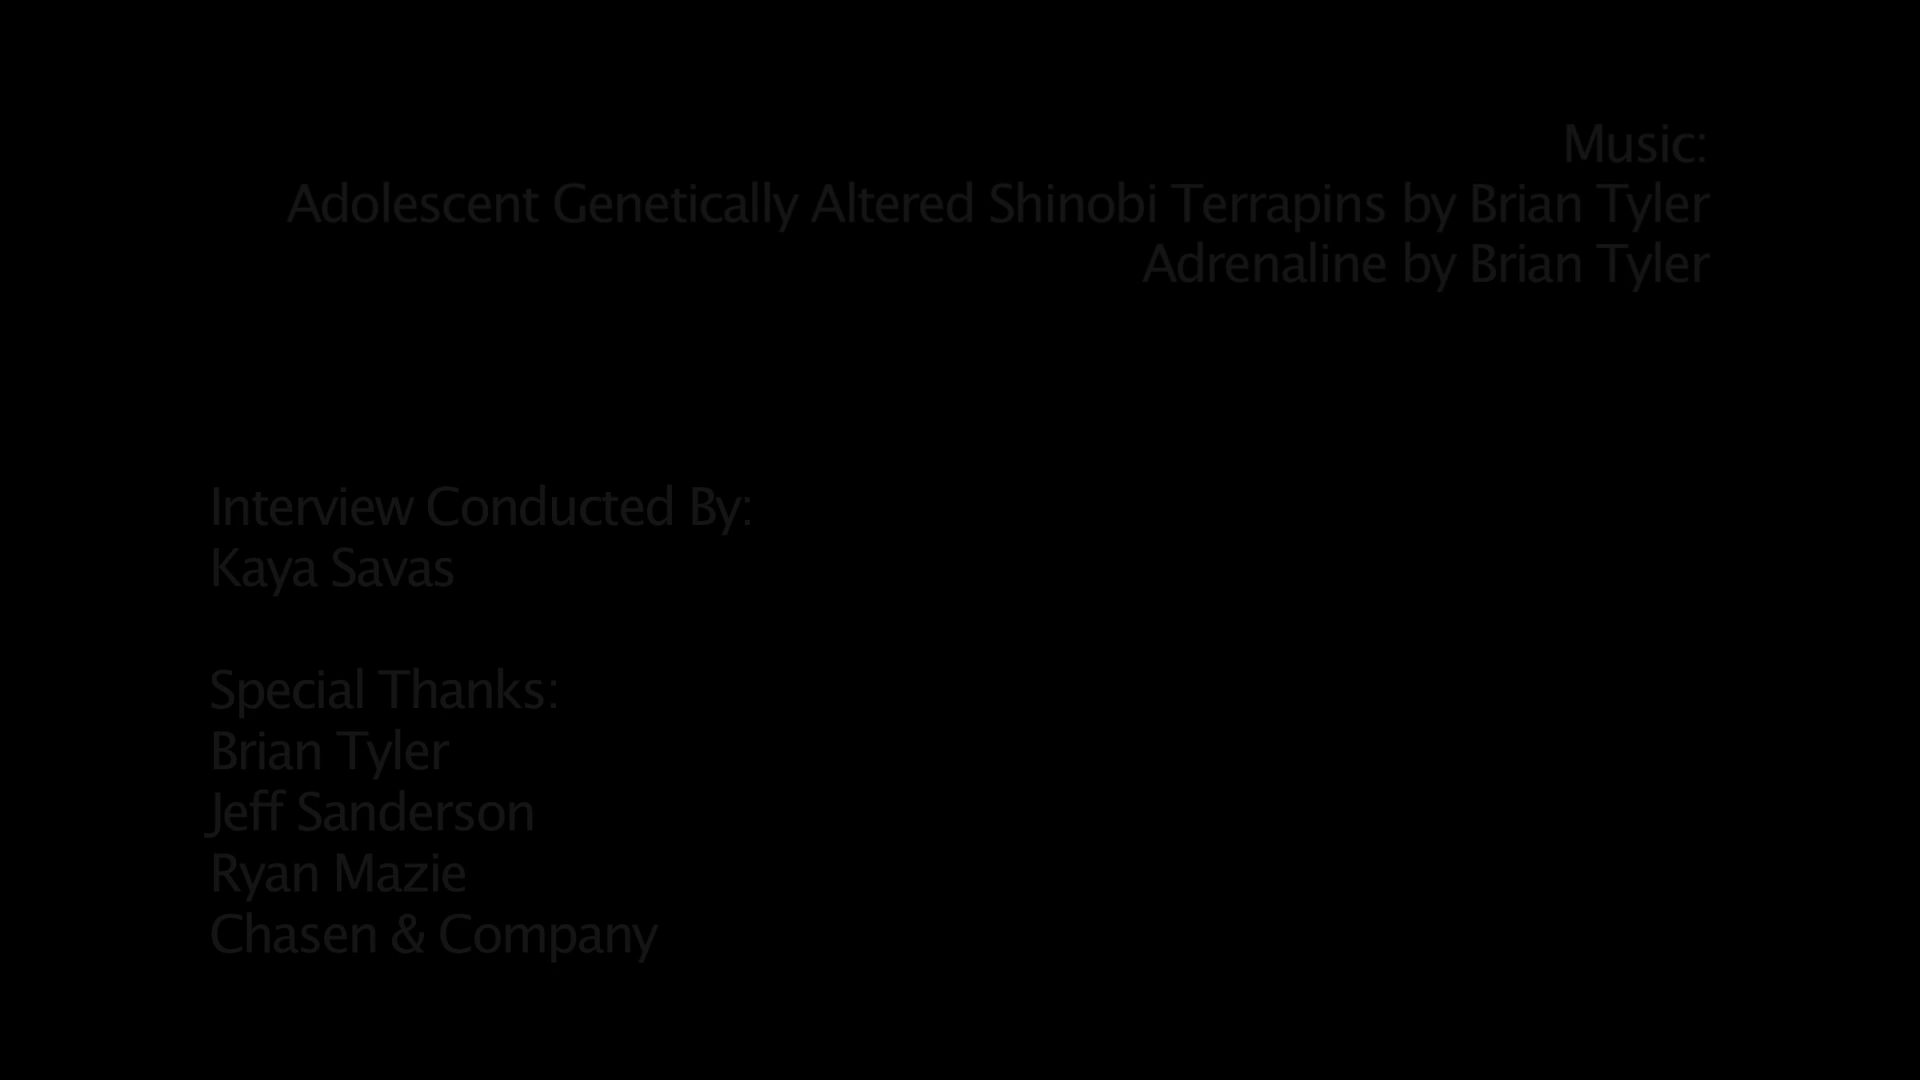 Music:
Adolescent Genetically Altered Shinobi Terrapins by Brian Tyler
Adrenaline by Brian Tyler
Interview Conducted By:
Kaya Savas
Special Thanks:
Brian Tyler
Jeff Sanderson
Ryan Mazie
Chasen & Company